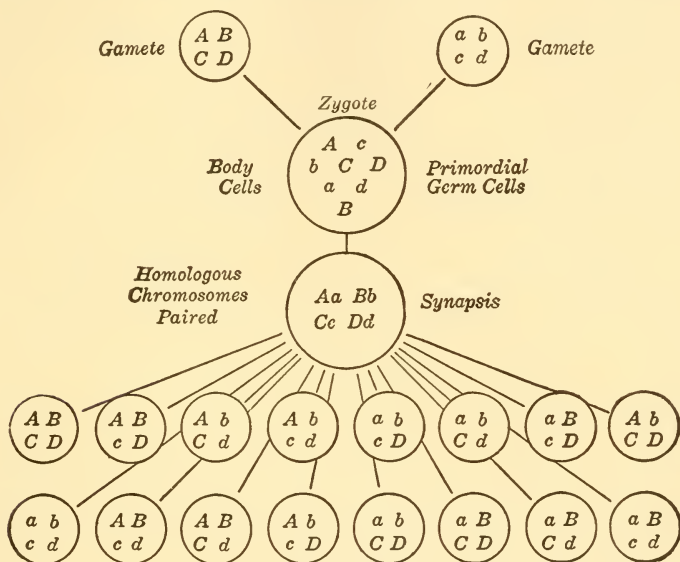 Gamete
A B
C D
a b
c d
Gamete
Zygote
Body
Cells
A c
b C D
a d
B
Primordial
Germ Cells
Homologous
Chromosomes
Paired
Aa Bb
Cc Dd
Synapsis
A B
C D
A B
c D
A b
C d
A b
c d
a b
c D
a b
C d
a B
c D
A b
C D
a b
c d
A B
c d
A B
C d
A b
c D
a b
C D
a B
C D
a B
C d
a B
c d